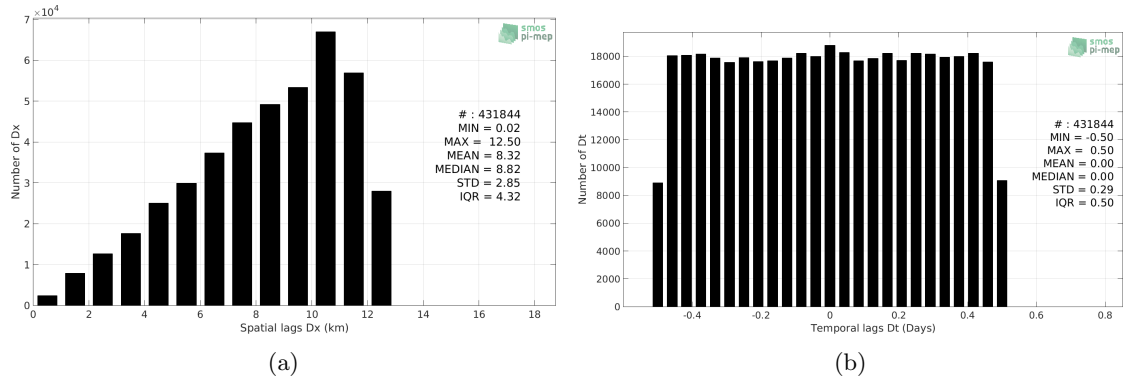 ×10⁴
7
6
5
4
3
2
1
0
Number of Dx
0 2 4 6 8 10 12 14 16 18
Spatial lags Dx (km)
smos
pi-mep
# : 431844
MIN = 0.02
MAX = 12.50
MEAN = 8.32
MEDIAN = 8.82
STD = 2.85
IQR = 4.32
(a)
18000
16000
14000
12000
10000
8000
6000
4000
2000
0
Number of Dt
-0.4 -0.2 0 0.2 0.4 0.6 0.8
Temporal lags Dt (Days)
smos
pi-mep
# : 431844
MIN = -0.50
MAX = 0.50
MEAN = 0.00
MEDIAN = 0.00
STD = 0.29
IQR = 0.50
(b)